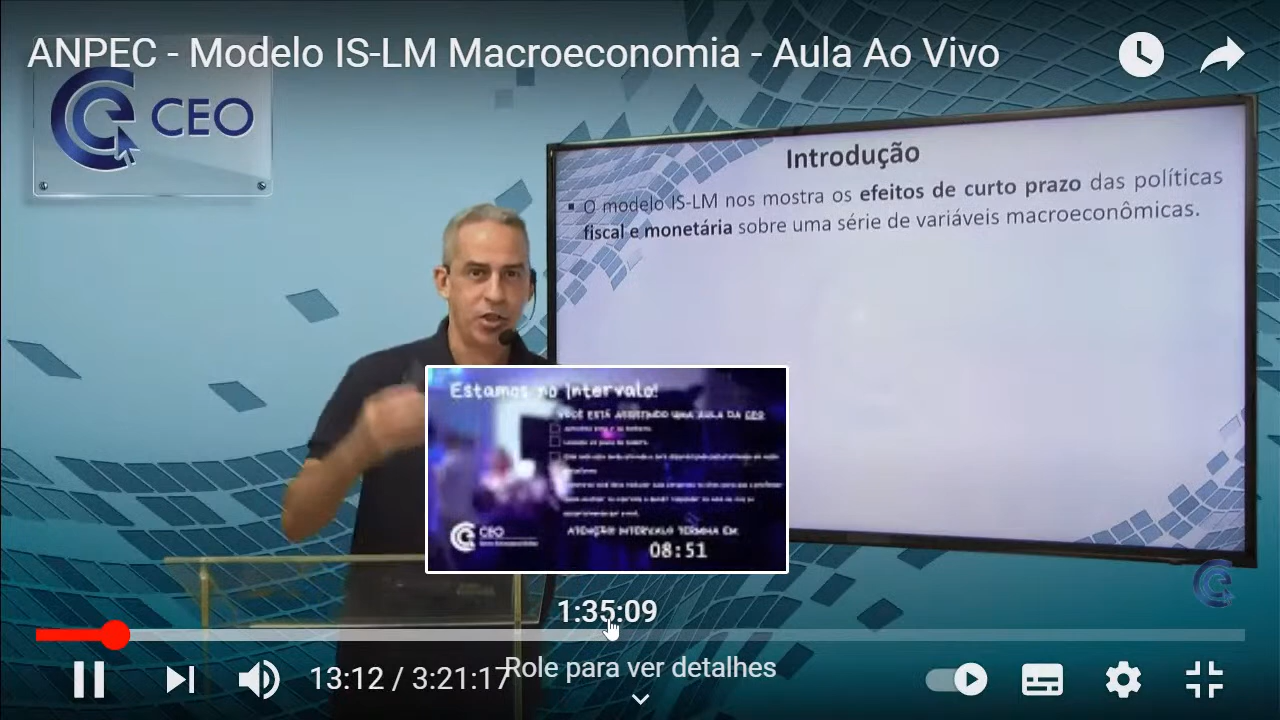 ANPEC - Modelo IS-LM Macroeconomia - Aula Ao Vivo
CEO
Introdução
▪ O modelo IS-LM nos mostra os efeitos de curto prazo das políticas
fiscal e monetária sobre uma série de variáveis macroeconômicas.
Estamos no intervalo!
VOCÊ ESTÁ ASSISTINDO UMA AULA DA CEO
CEO
ATENÇÃO! INTERVALO TERMINA EM:
08:51
1:35:09
13:12 / 3:21:17
Role para ver detalhes